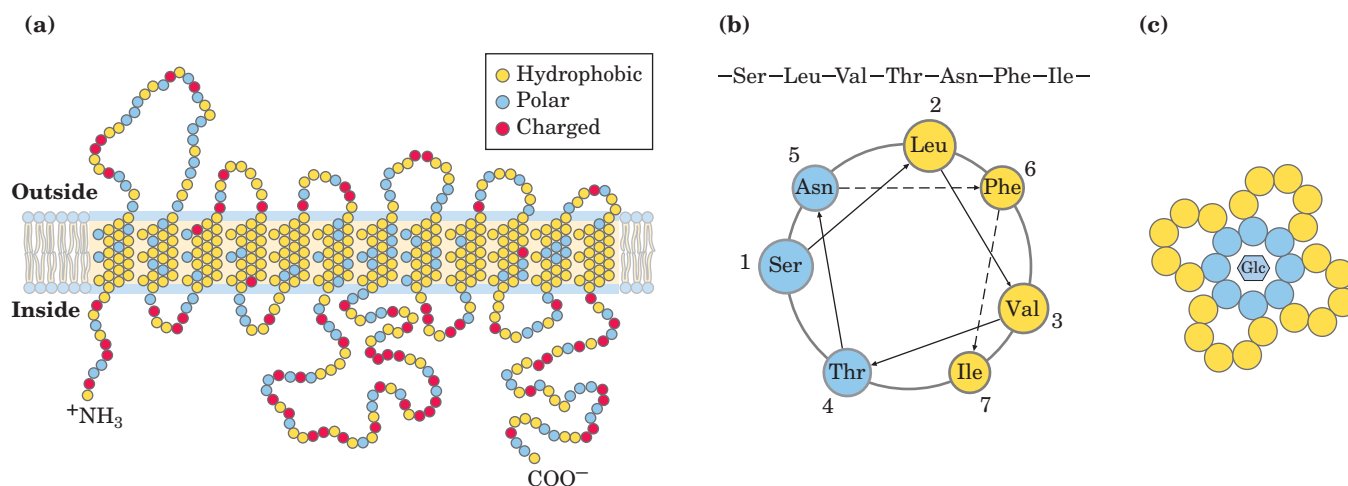 (a)
Hydrophobic
Polar
Charged
Outside
Inside
⁺NH₃
COO⁻
(b)
—Ser—Leu—Val—Thr—Asn—Phe—Ile—
2
Leu
5
Asn
6
Phe
1
Ser
Val
3
Thr
4
Ile
7
(c)
Glc